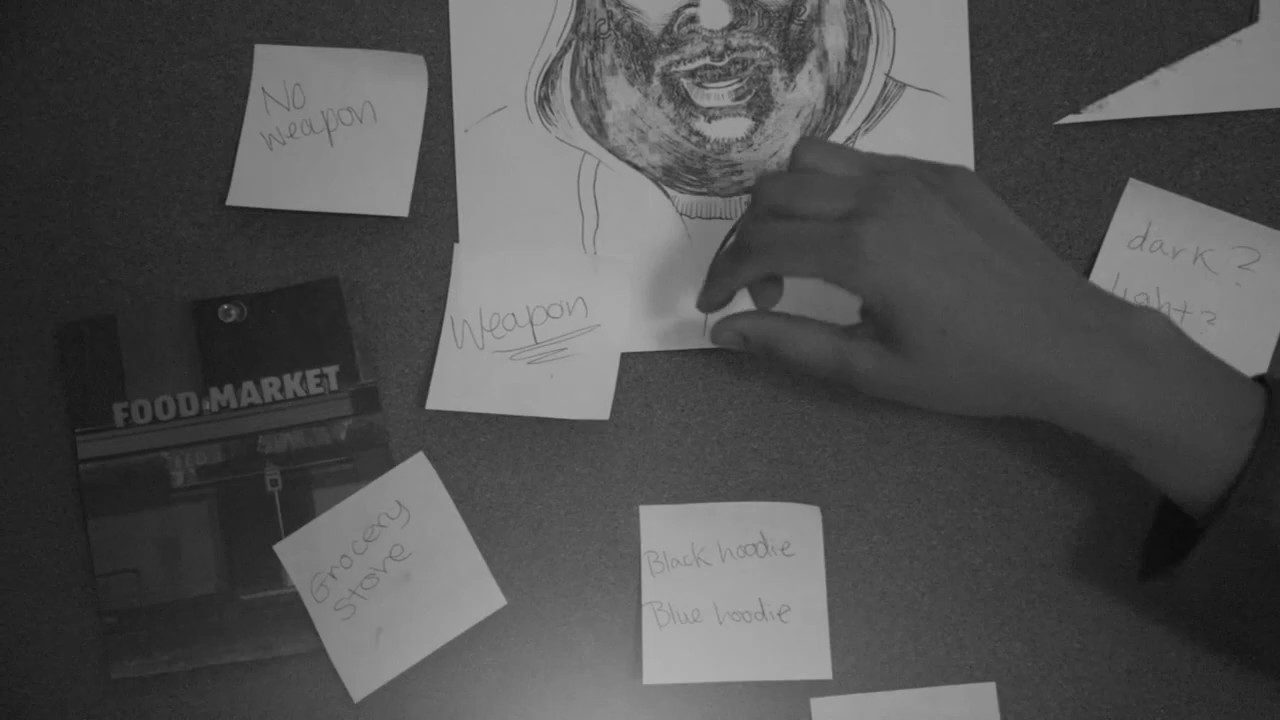 No
weapon
dark?
light?
Weapon
FOOD MARKET
Grocery
Store
Black hoodie
Blue hoodie